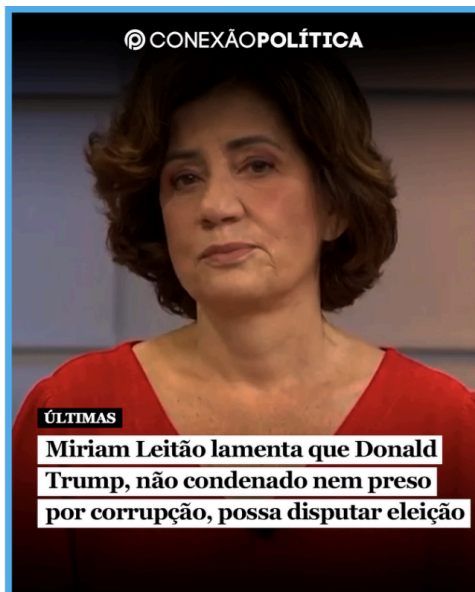 CONEXÃOPOLÍTICA
ÚLTIMAS
Miriam Leitão lamenta que Donald
Trump, não condenado nem preso
por corrupção, possa disputar eleição